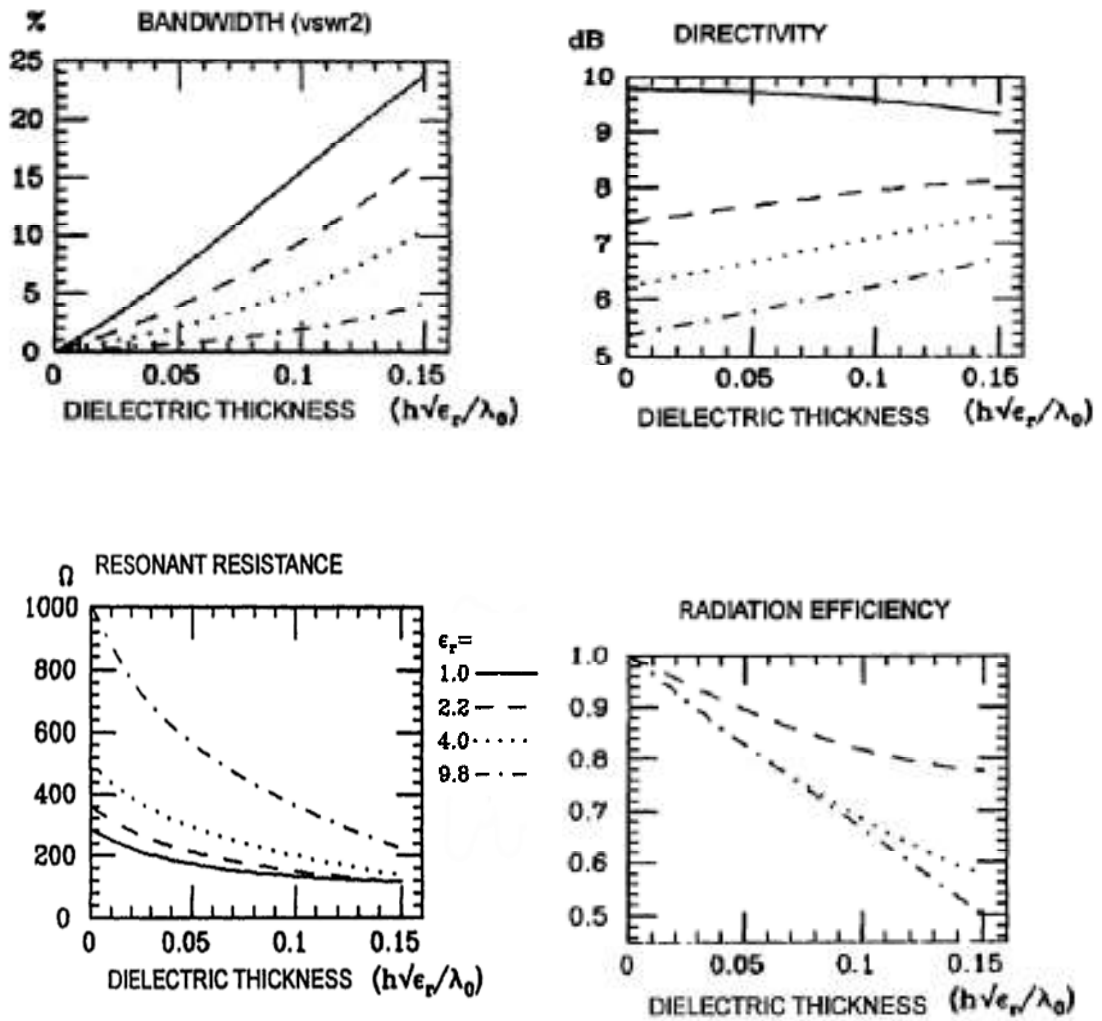 BANDWIDTH (vswr2)
%
25
20
15
10
5
0
0 0.05 0.1 0.15
DIELECTRIC THICKNESS (h√εᵣ/λ₀)
DIRECTIVITY
dB
10
9
8
7
6
5
0 0.05 0.1 0.15
DIELECTRIC THICKNESS (h√εᵣ/λ₀)
RESONANT RESISTANCE
Ω
1000
800
600
400
200
0
0 0.05 0.1 0.15
DIELECTRIC THICKNESS (h√εᵣ/λ₀)
εᵣ=
1.0
2.2
4.0
9.8
RADIATION EFFICIENCY
1.0
0.9
0.8
0.7
0.6
0.5
0 0.05 0.1 0.15
DIELECTRIC THICKNESS (h√εᵣ/λ₀)